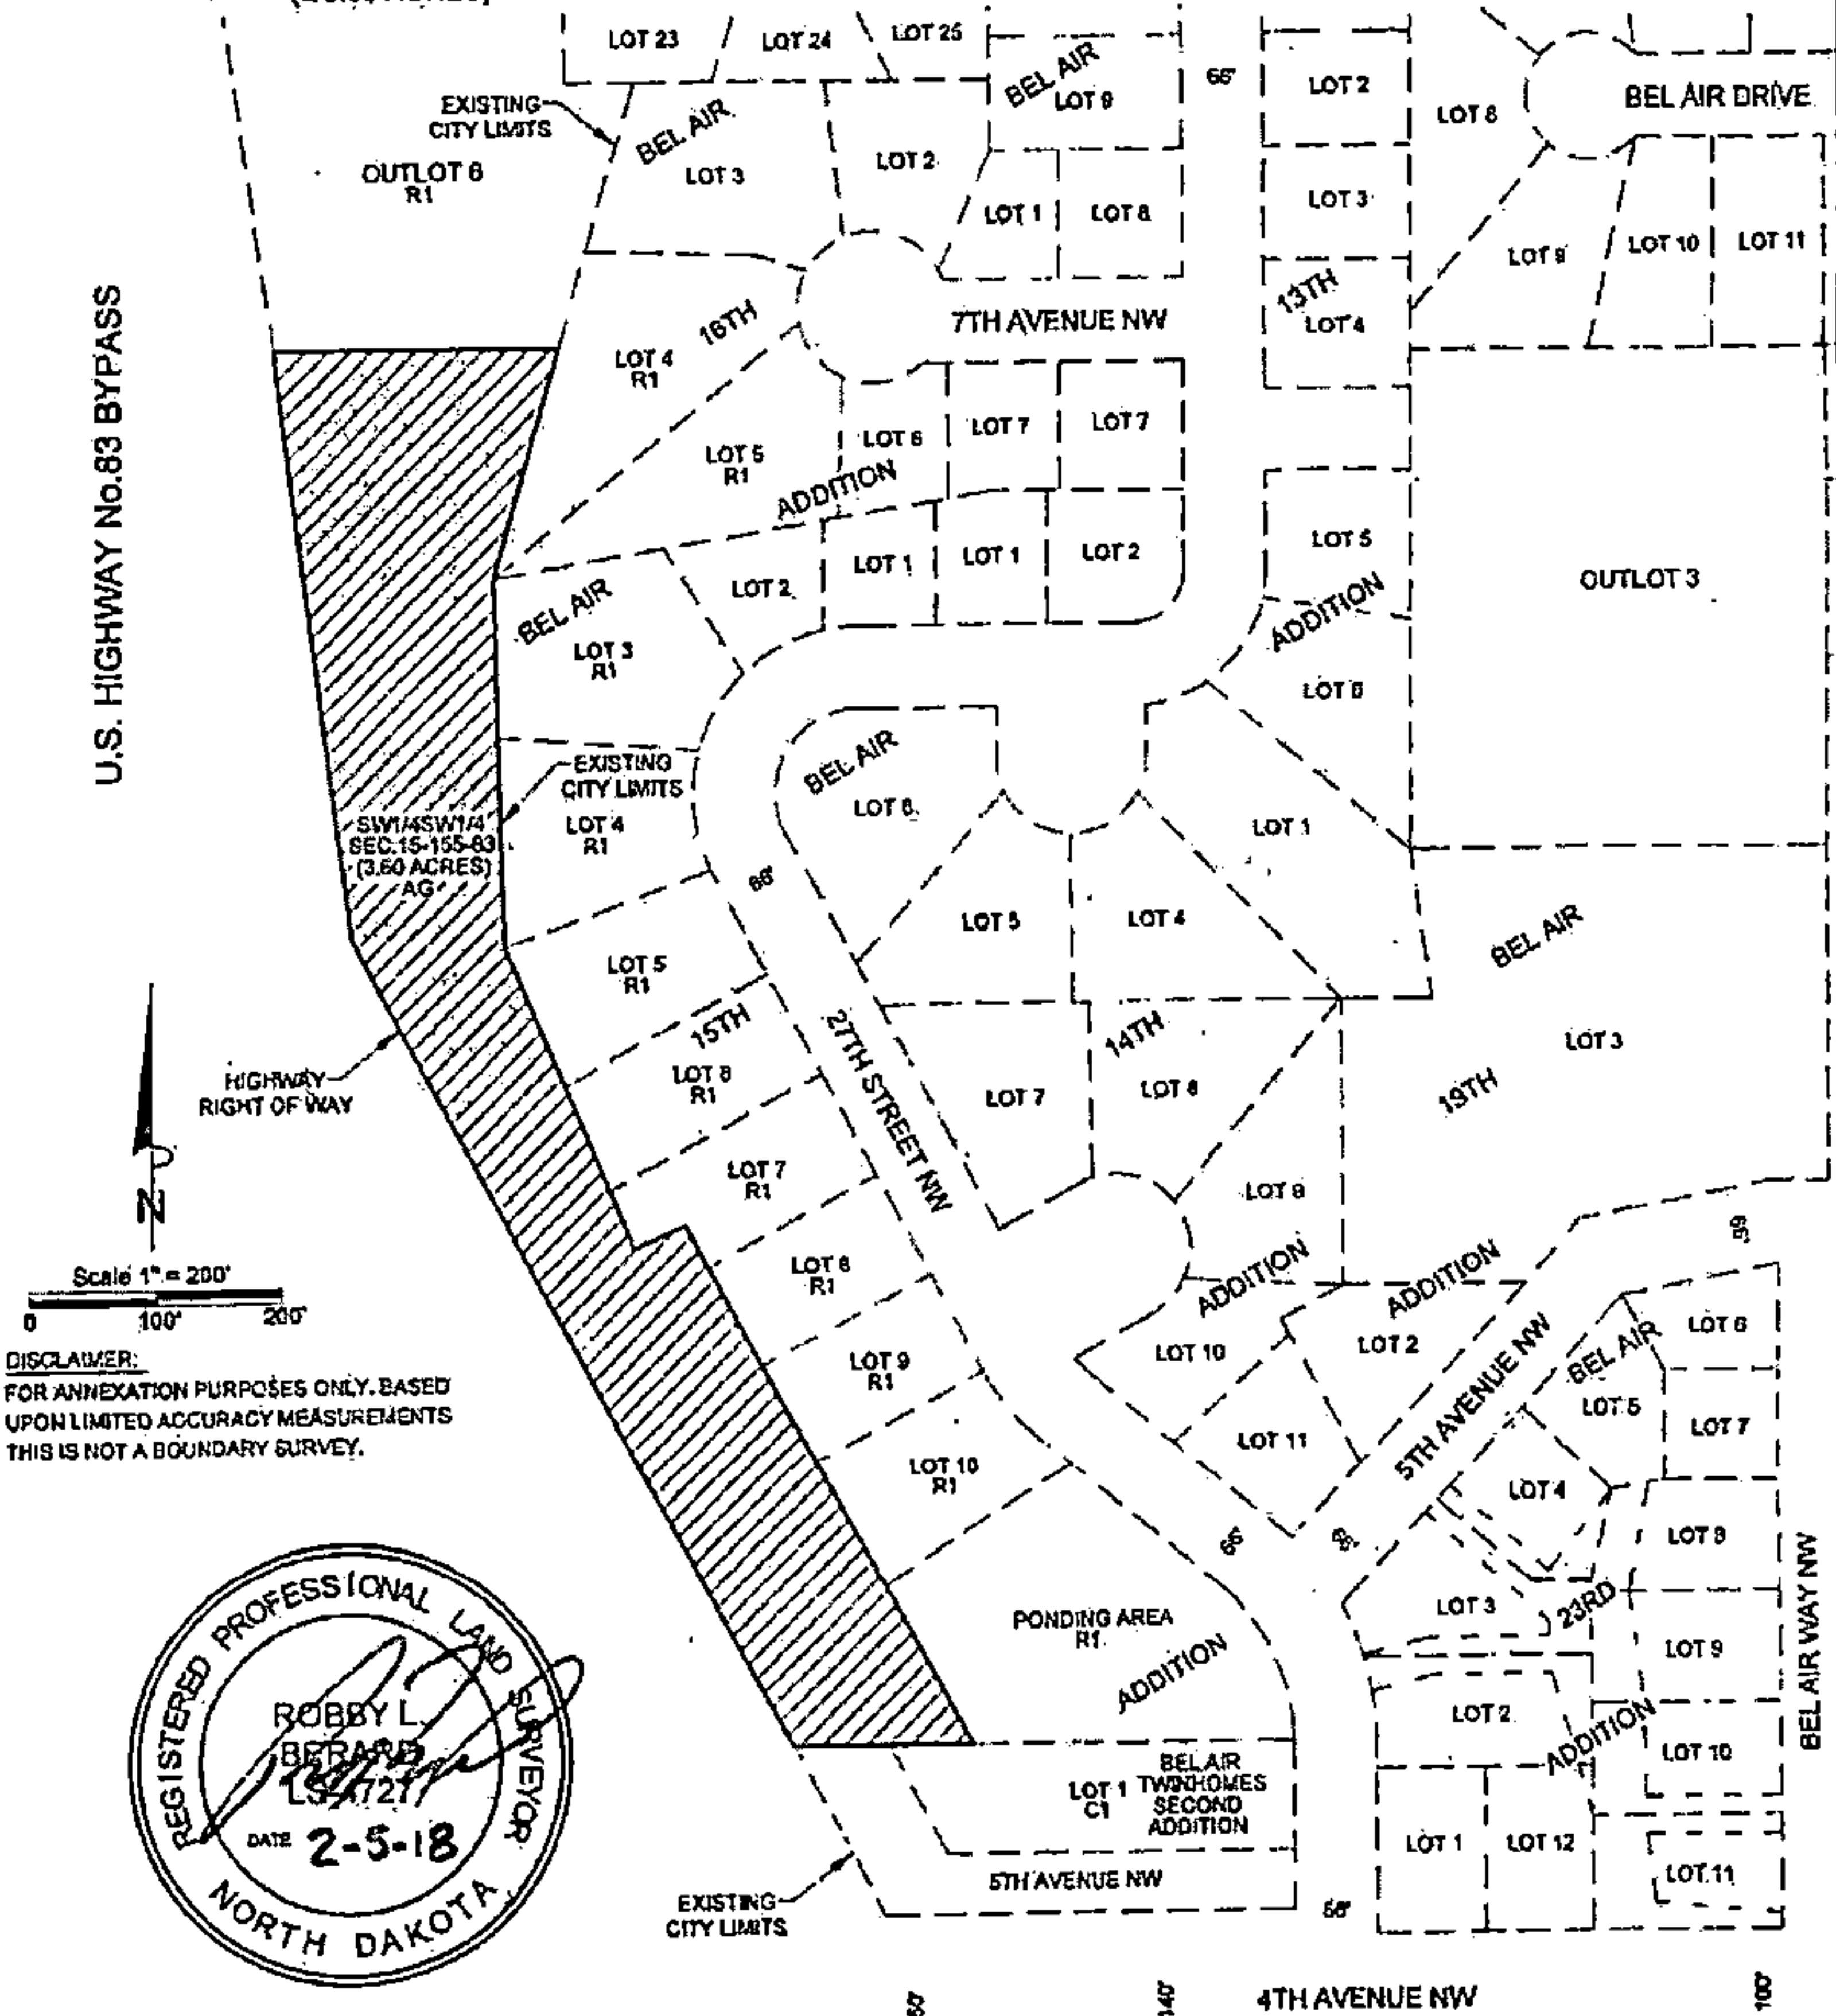 LOT 23
LOT 24
LOT 25
BEL AIR
LOT 9
66'
LOT 2
LOT 8
BEL AIR DRIVE
EXISTING
CITY LIMITS
BEL AIR
LOT 3
LOT 2
OUTLOT 6
R1
LOT 1
LOT 8
LOT 3
LOT 9
LOT 10
LOT 11
U.S. HIGHWAY No.83 BYPASS
16TH
7TH AVENUE NW
13TH
LOT 4
LOT 4
R1
LOT 5
R1
LOT 6
LOT 7
LOT 7
ADDITION
LOT 1
LOT 1
LOT 2
LOT 5
OUTLOT 3
LOT 2
BEL AIR
LOT 3
R1
ADDITION
LOT 6
EXISTING
CITY LIMITS
BEL AIR
LOT 6
LOT 4
R1
LOT 1
SW1/4SW1/4
SEC.15-155-83
(3.60 ACRES)
AG
66'
LOT 5
LOT 4
BEL AIR
LOT 5
R1
15TH
27TH STREET NW
14TH
LOT 3
HIGHWAY
RIGHT OF WAY
LOT 6
R1
LOT 7
LOT 8
19TH
N
LOT 7
R1
LOT 9
66'
LOT 8
R1
ADDITION
ADDITION
Scale 1" = 200'
0 100' 200'
LOT 10
LOT 2
5TH AVENUE NW
BEL AIR
LOT 6
DISCLAIMER:
FOR ANNEXATION PURPOSES ONLY. BASED
UPON LIMITED ACCURACY MEASUREMENTS
THIS IS NOT A BOUNDARY SURVEY.
LOT 9
R1
LOT 5
LOT 7
LOT 11
LOT 10
R1
LOT 4
66'
66'
LOT 8
BEL AIR WAY NW
PONDING AREA
R1
ADDITION
LOT 3
23RD
LOT 9
LOT 2
ADDITION
LOT 10
REGISTERED PROFESSIONAL LAND SURVEYOR
ROBBY L.
BERARD
DATE 2-5-18
NORTH DAKOTA
LOT 1
C1
BELAIR
TWINHOMES
SECOND
ADDITION
LOT 1
LOT 12
LOT 11
5TH AVENUE NW
EXISTING
CITY LIMITS
66'
4TH AVENUE NW
100'